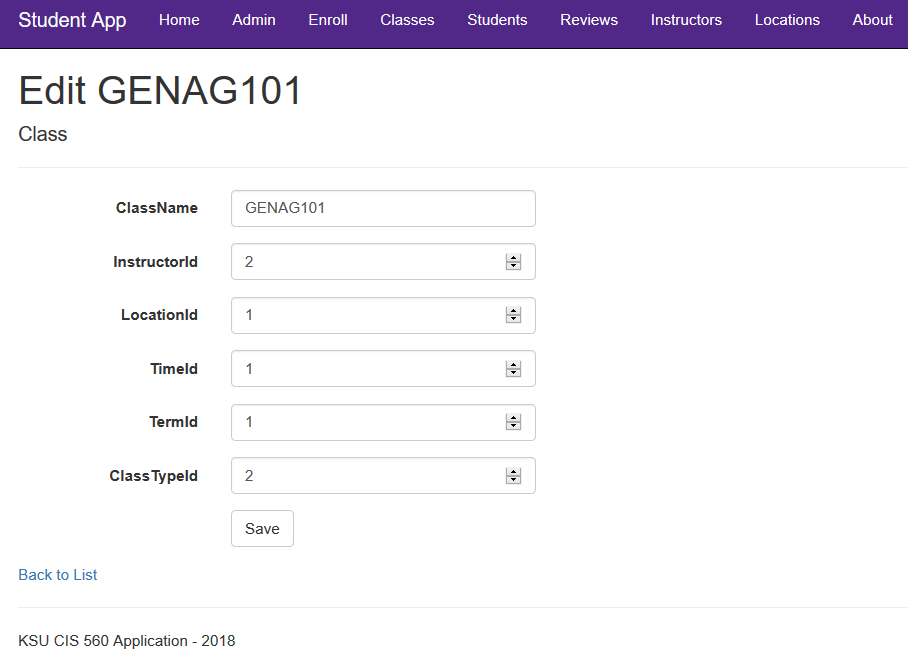 Student App Home Admin Enroll Classes Students Reviews Instructors Locations About
Edit GENAG101
Class
ClassName GENAG101
InstructorId 2
LocationId 1
TimeId 1
TermId 1
ClassTypeId 2
Save
Back to List
KSU CIS 560 Application - 2018